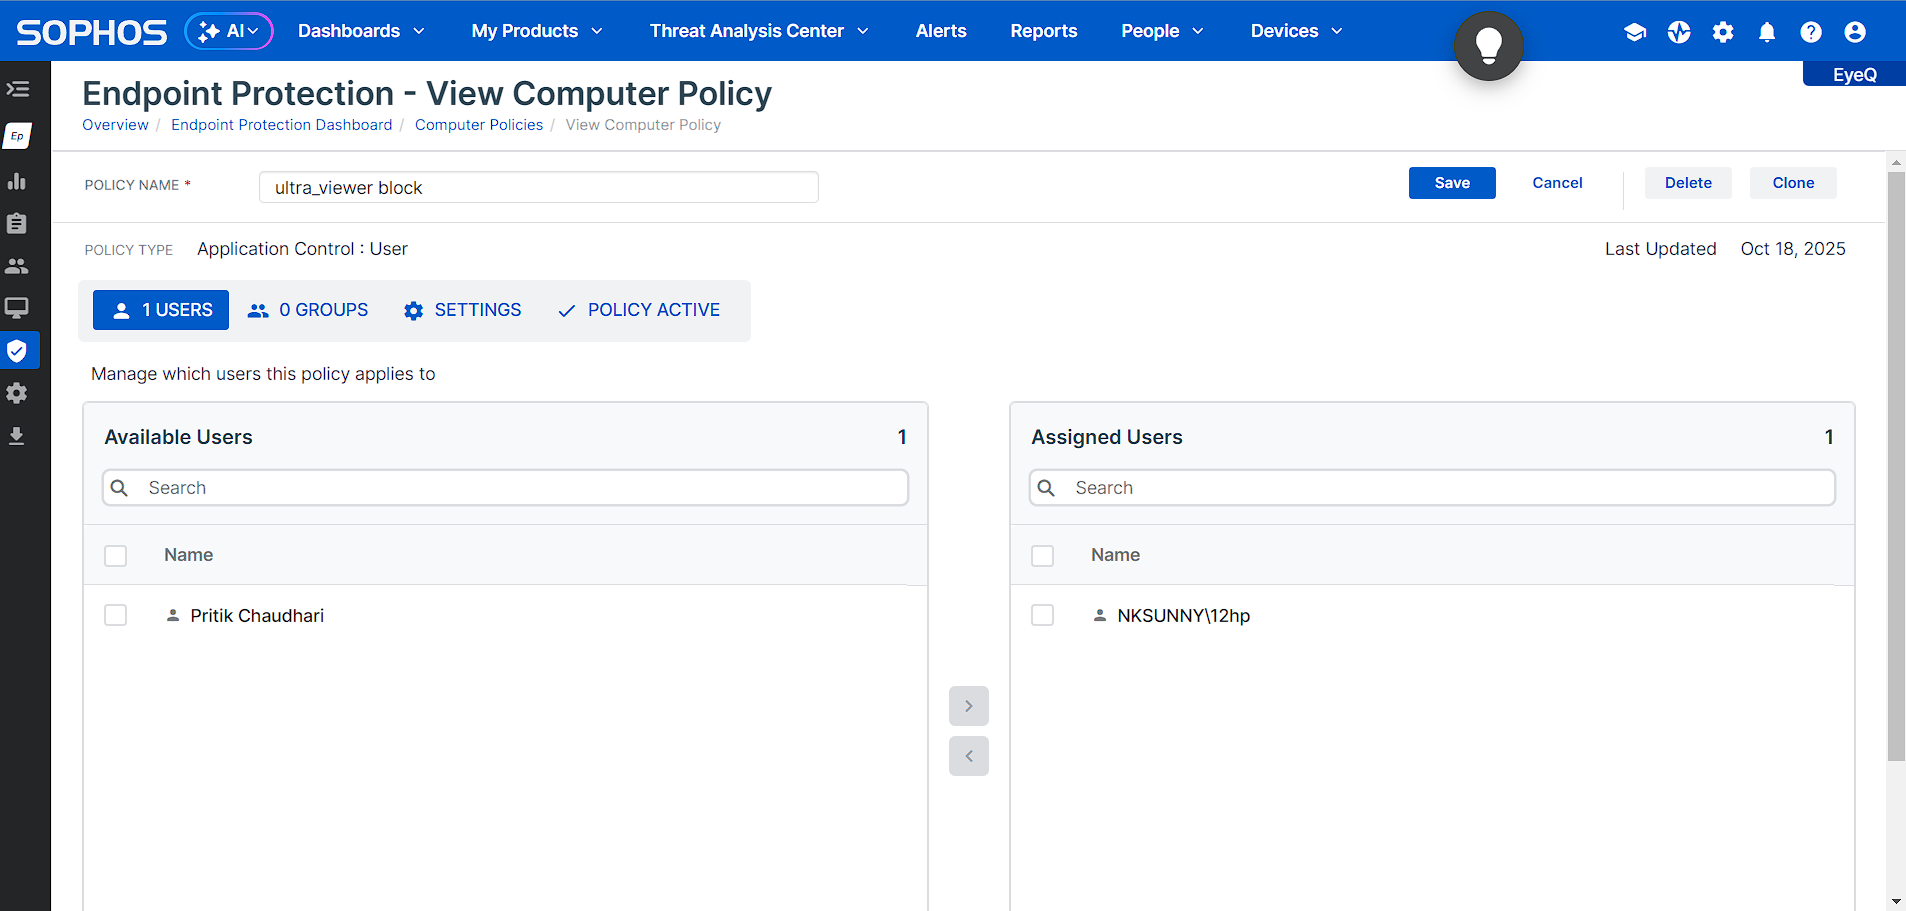 SOPHOS AI Dashboards My Products Threat Analysis Center Alerts Reports People Devices
EyeQ
Endpoint Protection - View Computer Policy
Overview / Endpoint Protection Dashboard / Computer Policies / View Computer Policy
Ep
POLICY NAME * ultra_viewer block Save Cancel Delete Clone
POLICY TYPE Application Control : User Last Updated Oct 18, 2025
1 USERS 0 GROUPS SETTINGS POLICY ACTIVE
Manage which users this policy applies to
Available Users 1
Search
Name
Pritik Chaudhari
Assigned Users 1
Search
Name
NKSUNNY\12hp